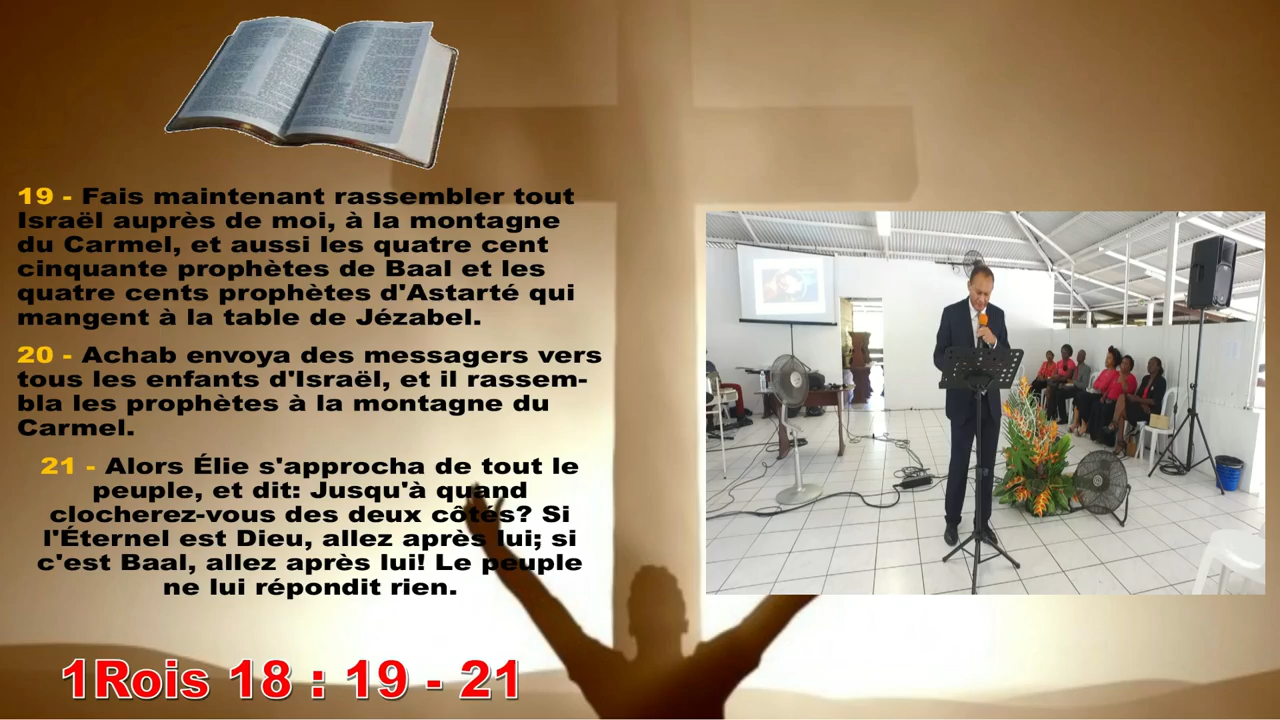 19 - Fais maintenant rassembler tout
Israël auprès de moi, à la montagne
du Carmel, et aussi les quatre cent
cinquante prophètes de Baal et les
quatre cents prophètes d'Astarté qui
mangent à la table de Jézabel.
20 - Achab envoya des messagers vers
tous les enfants d'Israël, et il rassem-
bla les prophètes à la montagne du
Carmel.
21 - Alors Élie s'approcha de tout le
peuple, et dit: Jusqu'à quand
clocherez-vous des deux côtés? Si
l'Éternel est Dieu, allez après lui; si
c'est Baal, allez après lui! Le peuple
ne lui répondit rien.
1Rois 18 : 19 - 21